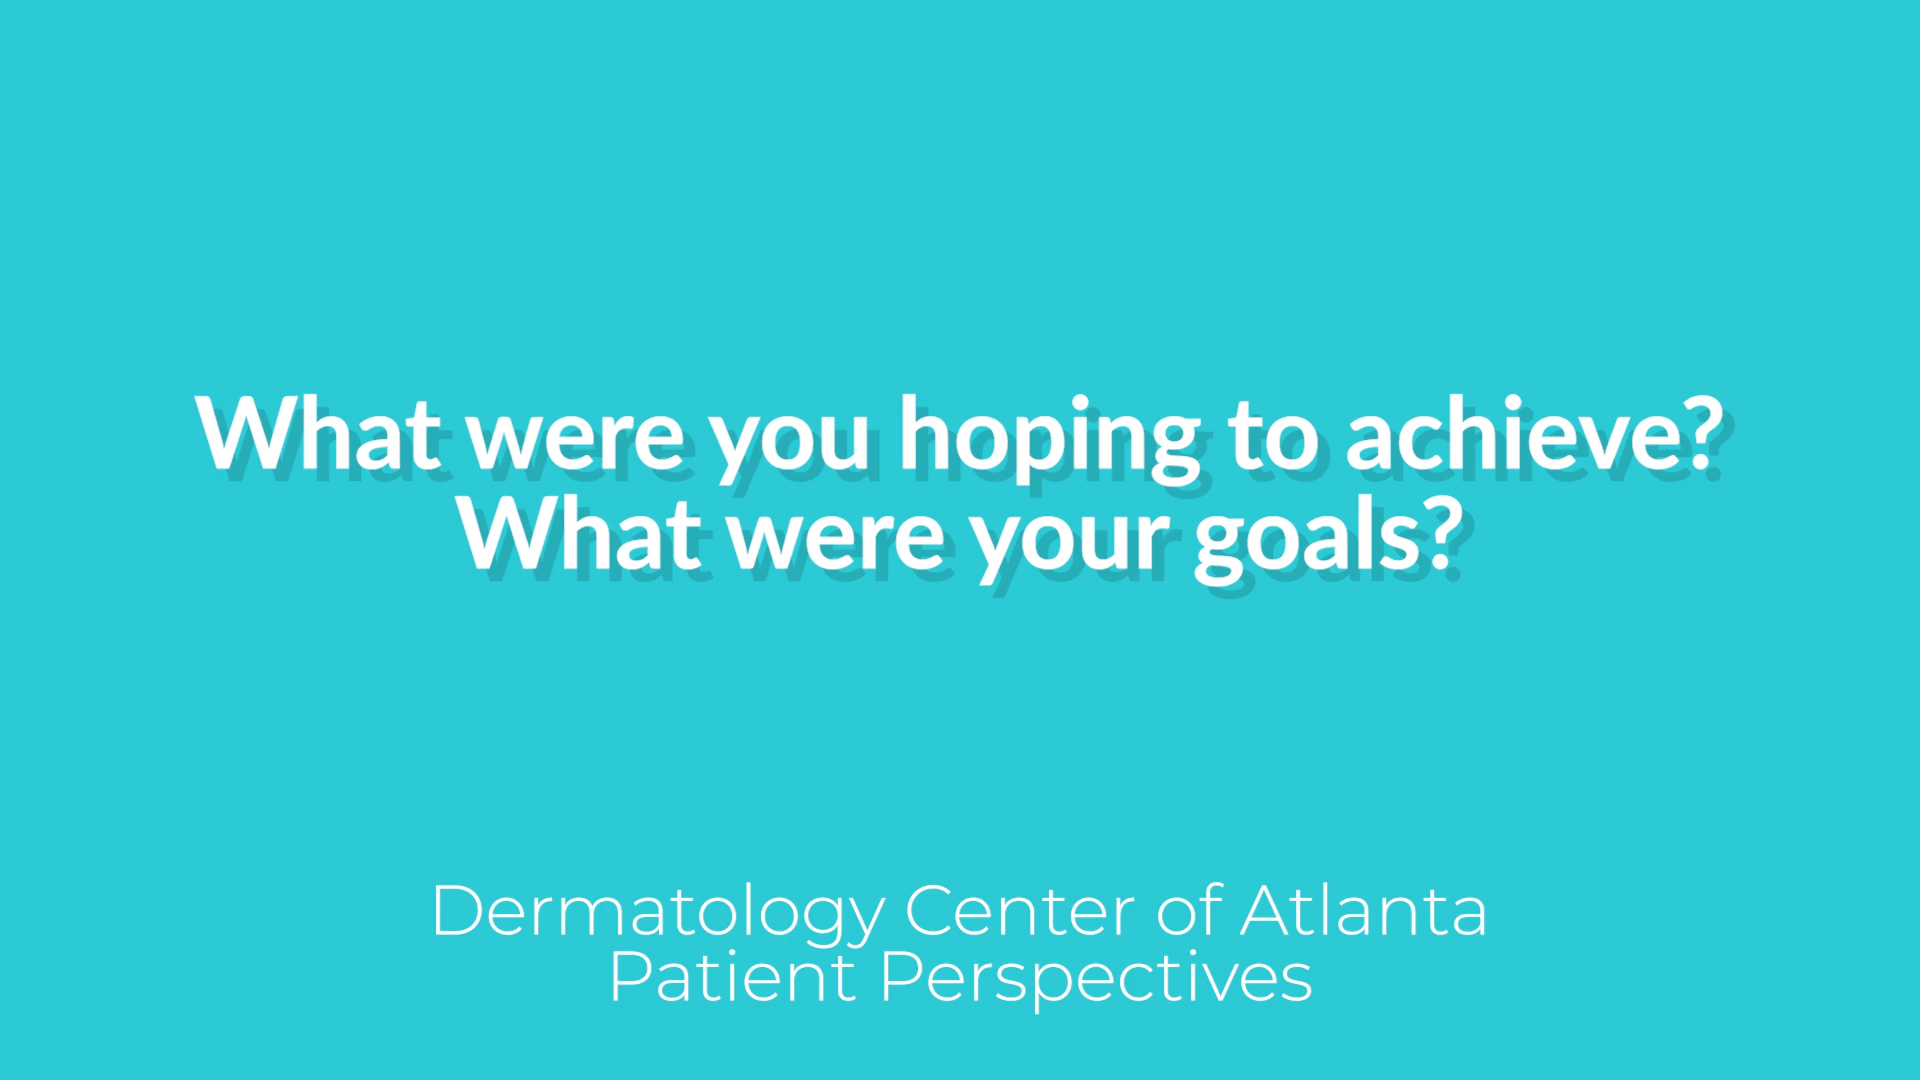 What were you hoping to achieve?
What were your goals?
Dermatology Center of Atlanta
Patient Perspectives